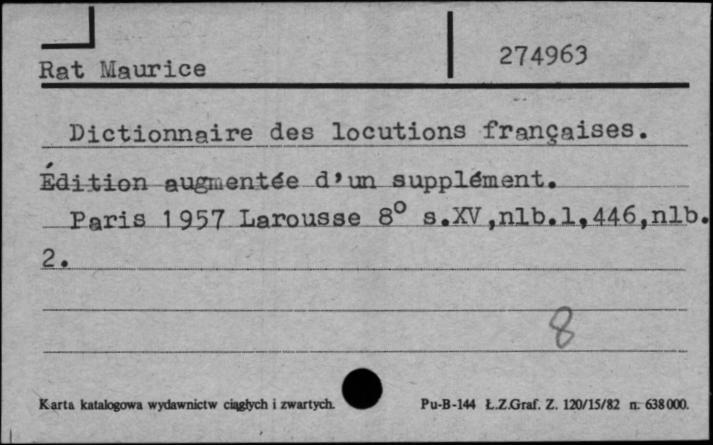 Rat Maurice 274963
Dictionnaire des locutions françaises.
Édition augmentée d'un supplément.
Paris 1957 Larousse 8° s.XV,nlb.1,446,nlb.
2.
8
Karta katalogowa wydawnictw ciągłych i zwartych. Pu-B-144 Ł.Z.Graf. Z. 120/15/82 n. 638000.